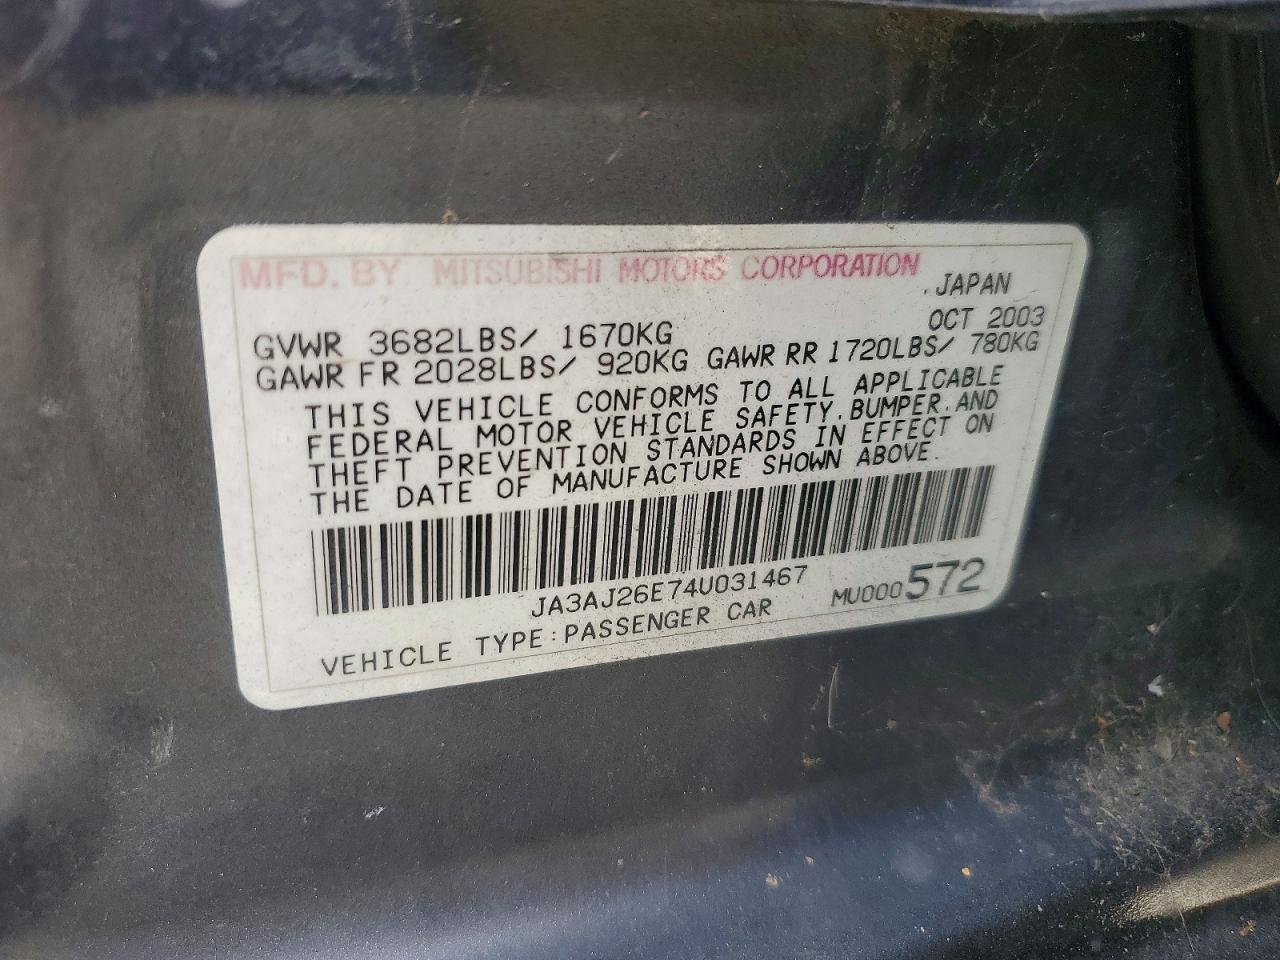 MFD. BY MITSUBISHI MOTORS CORPORATION
JAPAN
OCT 2003
GVWR 3682LBS/ 1670KG
GAWR FR 2028LBS/ 920KG GAWR RR 1720LBS/ 780KG
THIS VEHICLE CONFORMS TO ALL APPLICABLE
FEDERAL MOTOR VEHICLE SAFETY, BUMPER, AND
THEFT PREVENTION STANDARDS IN EFFECT ON
THE DATE OF MANUFACTURE SHOWN ABOVE.
JA3AJ26E74U031467
MU000572
VEHICLE TYPE: PASSENGER CAR